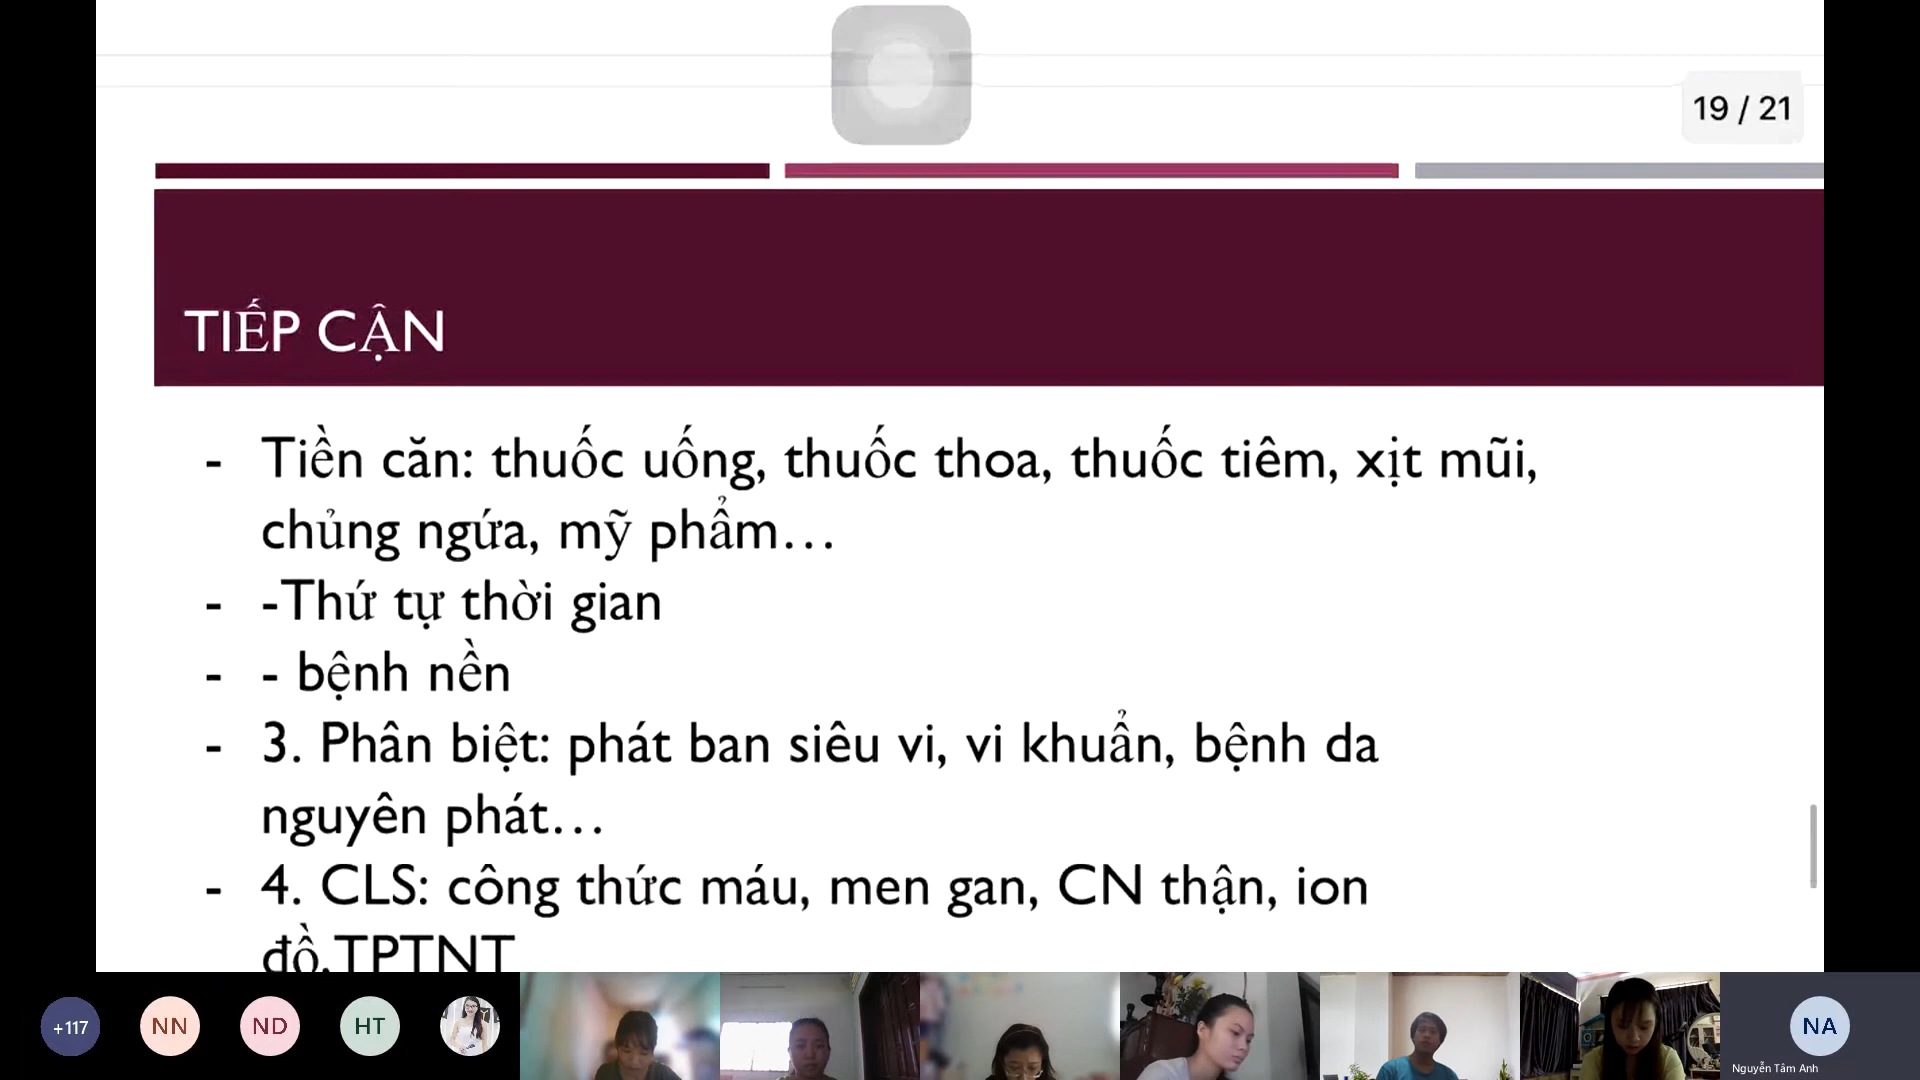 19 / 21
TIẾP CẬN
- Tiền căn: thuốc uống, thuốc thoa, thuốc tiêm, xịt mũi,
chủng ngứa, mỹ phẩm...
- -Thứ tự thời gian
- - bệnh nền
- 3. Phân biệt: phát ban siêu vi, vi khuẩn, bệnh da
nguyên phát...
- 4. CLS: công thức máu, men gan, CN thận, ion
đồ,TPTNT
+117
NN
ND
HT
NA
Nguyễn Tâm Anh